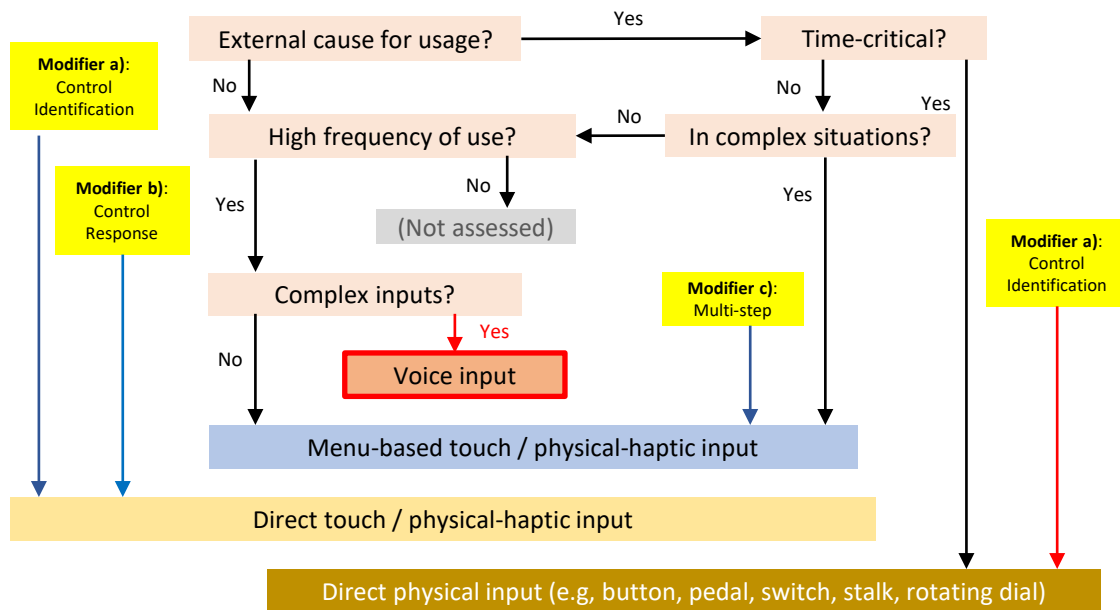 Yes
External cause for usage?
Time-critical?
Modifier a):
Control
Identification
No
No
Yes
High frequency of use?
No
In complex situations?
Modifier b):
Control
Response
Yes
No
Yes
(Not assessed)
Modifier a):
Control
Identification
Complex inputs?
Modifier c):
Multi-step
Yes
No
Voice input
Menu-based touch / physical-haptic input
Direct touch / physical-haptic input
Direct physical input (e.g, button, pedal, switch, stalk, rotating dial)